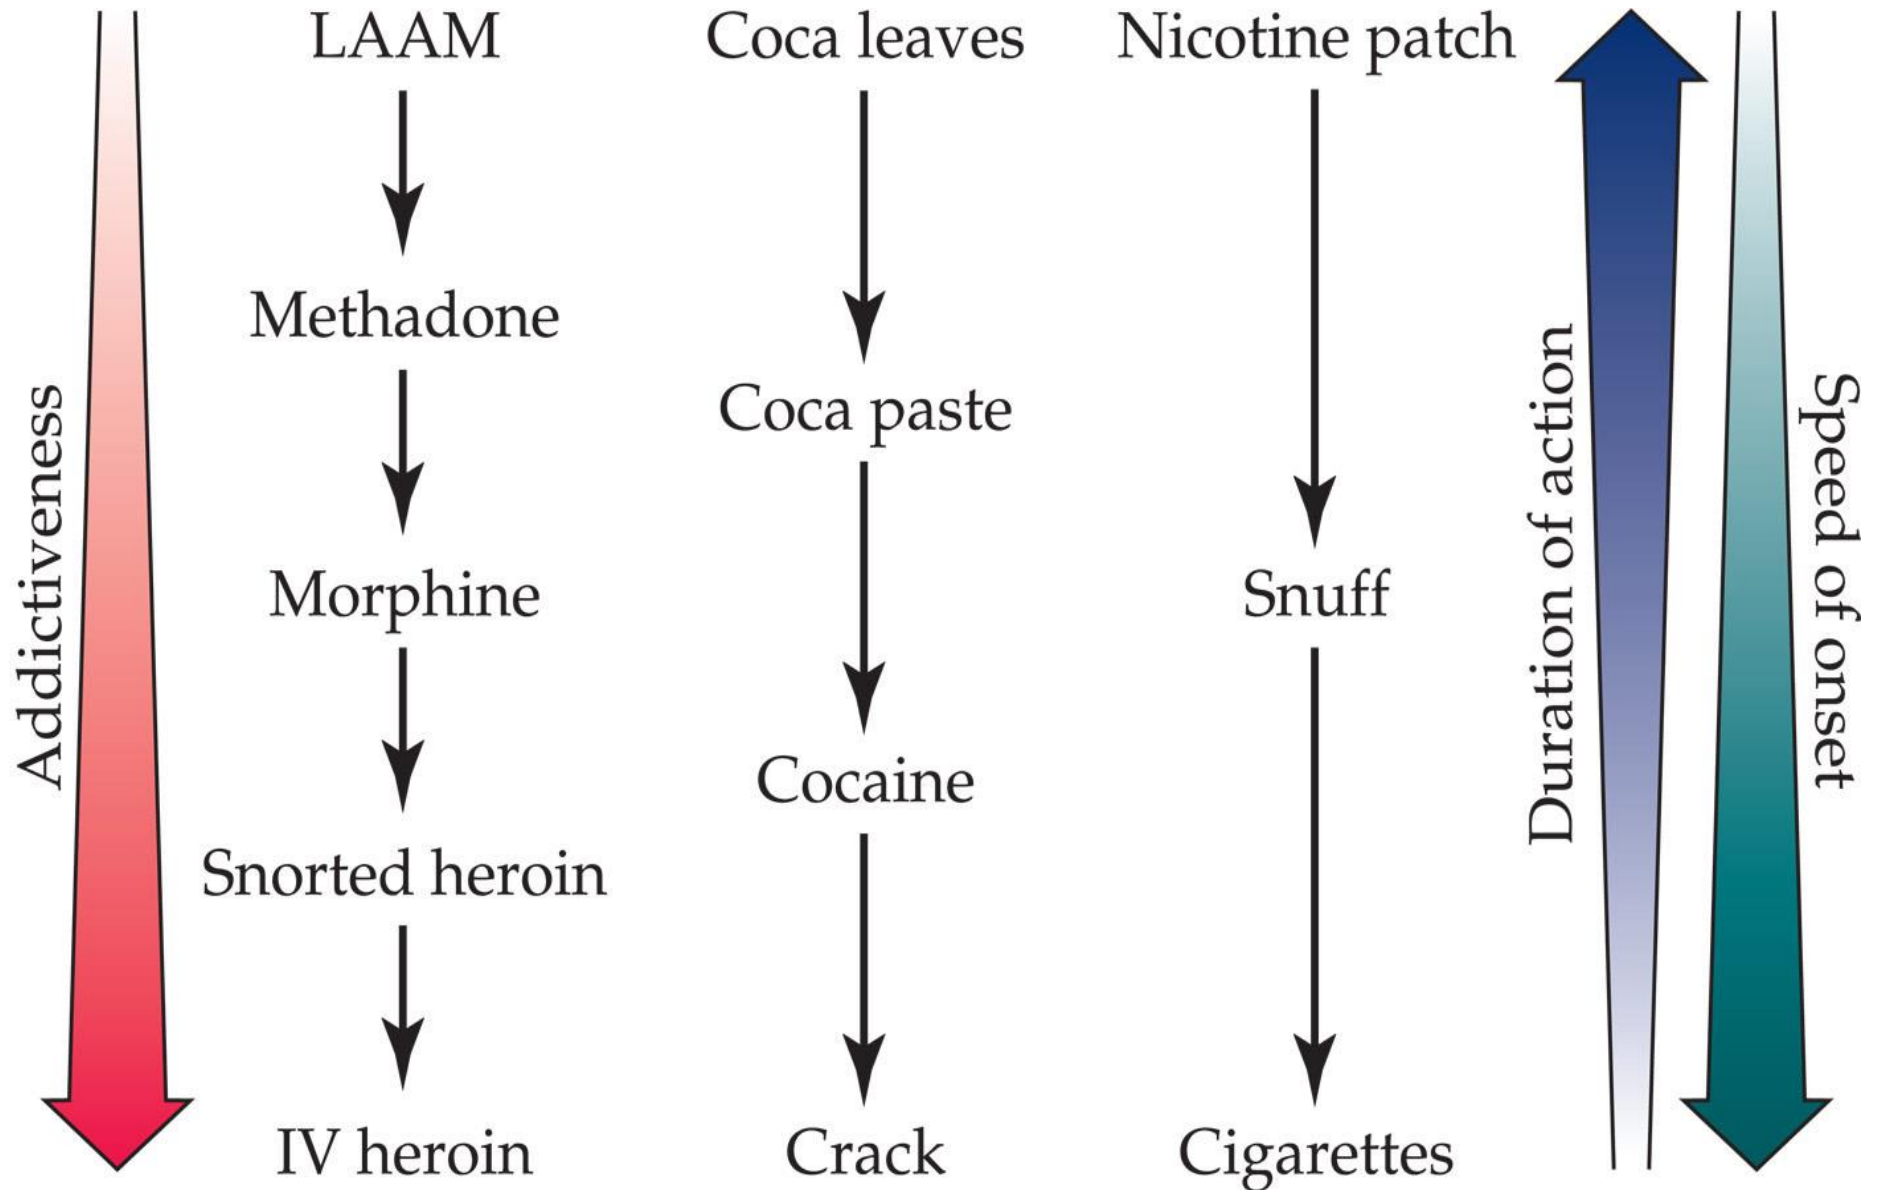 LAAM
Coca leaves
Nicotine patch
Methadone
Coca paste
Morphine
Snuff
Cocaine
Snorted heroin
IV heroin
Crack
Cigarettes
Addictiveness
Duration of action
Speed of onset